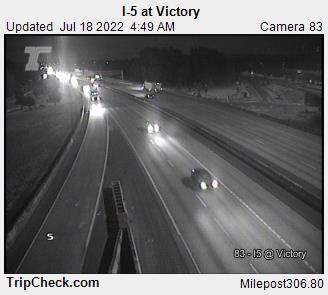 I-5 at Victory
Updated  Jul 18 2022  4:49 AM
Camera 83
S
83 - I5 @ Victory
TripCheck.com
Milepost306.80